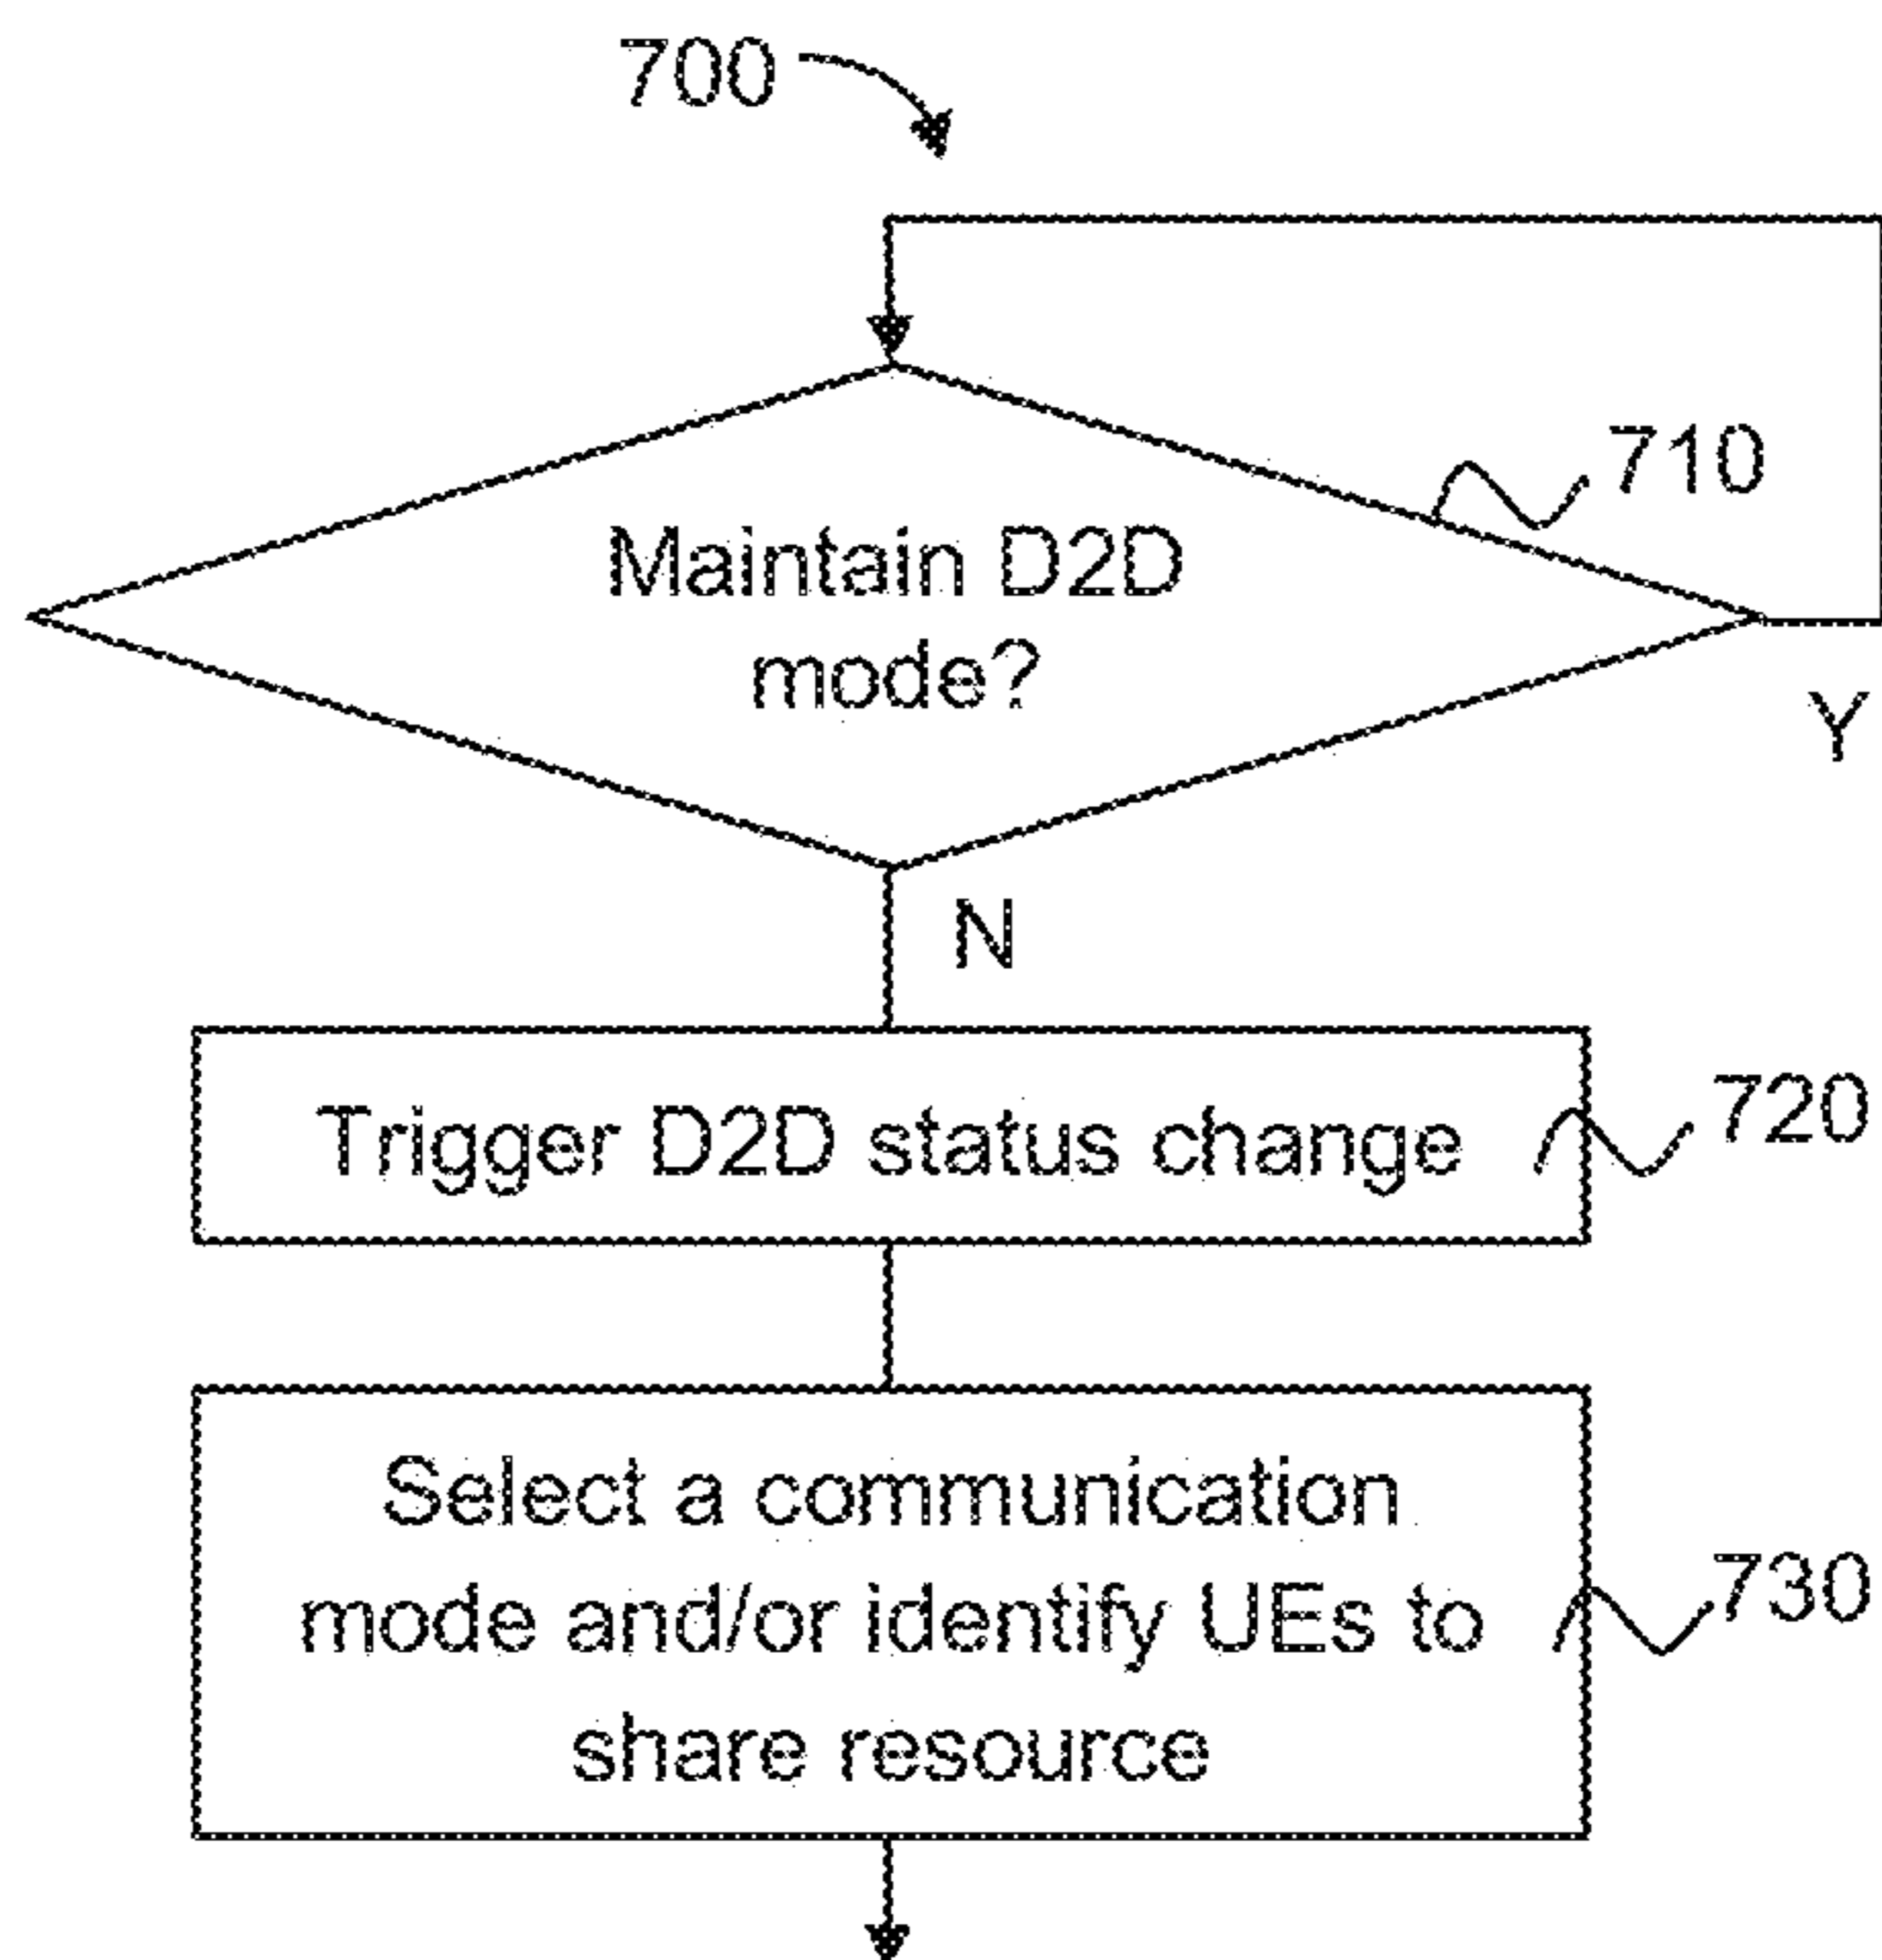 700
710
Maintain D2D
mode?
Y
N
Trigger D2D status change
720
Select a communication
mode and/or identify UEs to
share resource
730